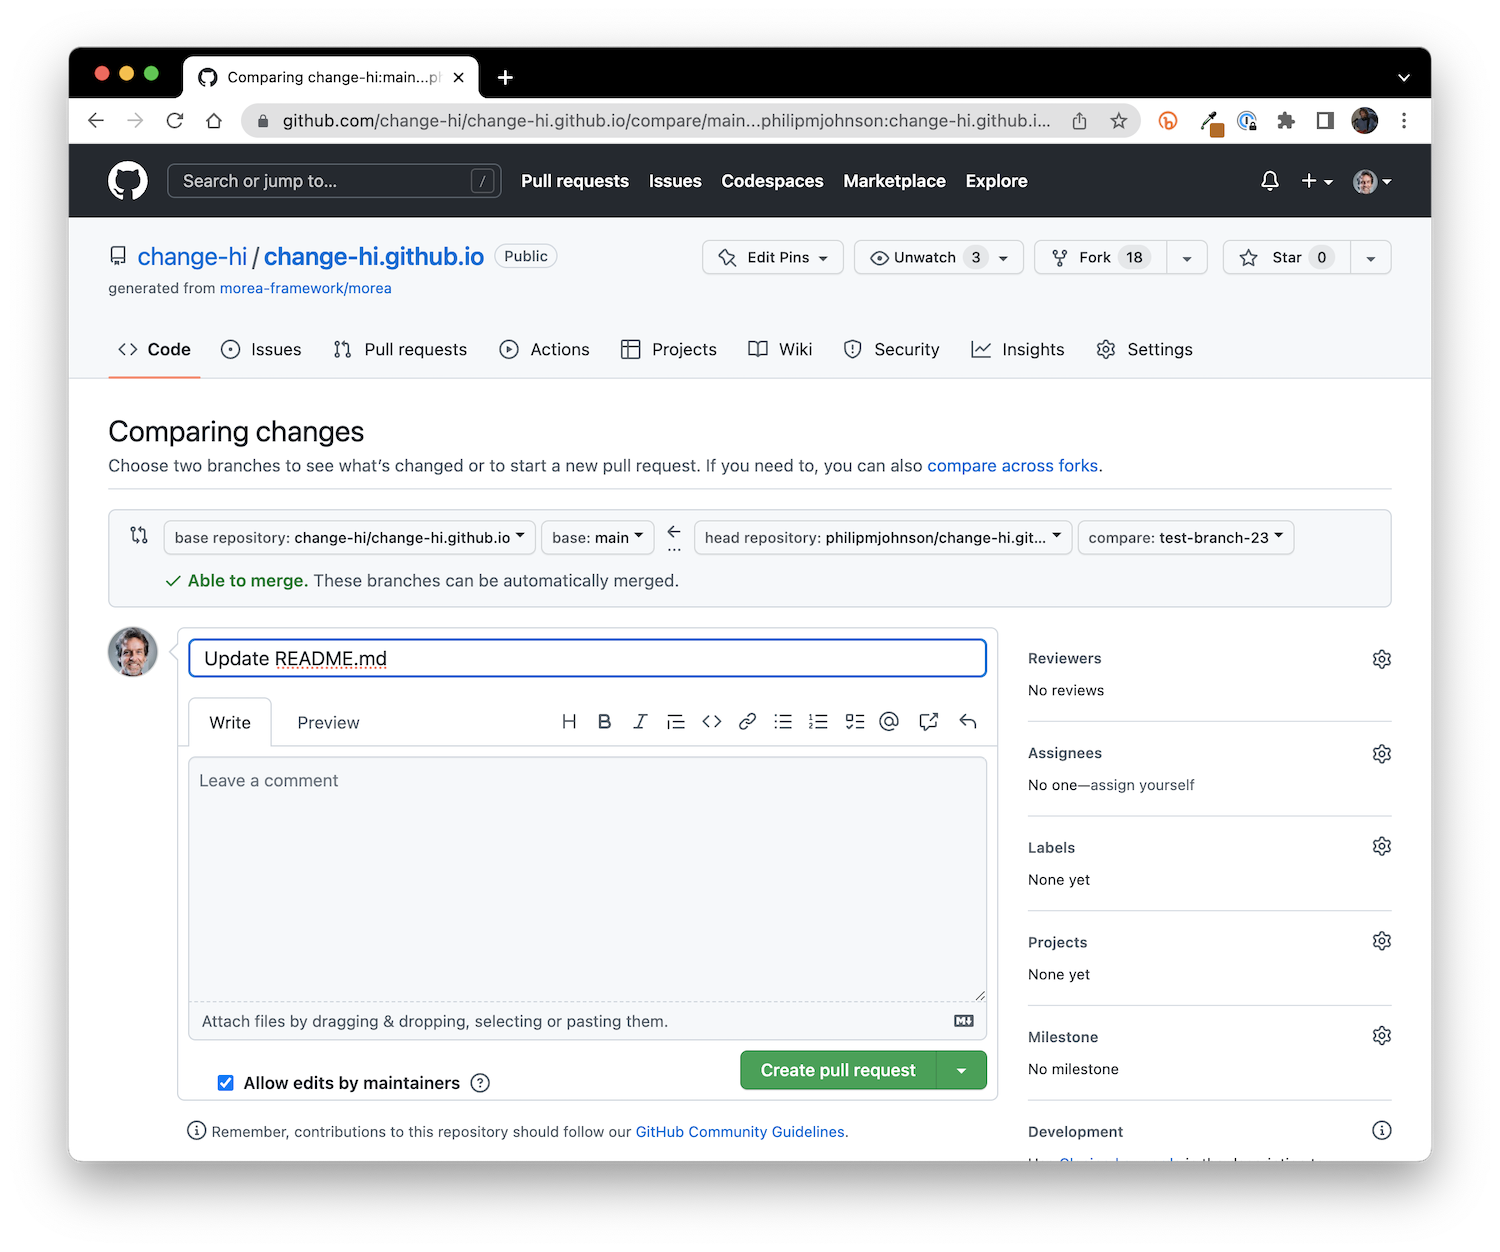 Comparing change-hi:main...ph
github.com/change-hi/change-hi.github.io/compare/main...philipmjohnson:change-hi.github.i...
Search or jump to... / Pull requests Issues Codespaces Marketplace Explore
change-hi / change-hi.github.io Public Edit Pins Unwatch 3 Fork 18 Star 0
generated from morea-framework/morea
Code Issues Pull requests Actions Projects Wiki Security Insights Settings
Comparing changes
Choose two branches to see what's changed or to start a new pull request. If you need to, you can also compare across forks.
base repository: change-hi/change-hi.github.io base: main ... head repository: philipmjohnson/change-hi.git... compare: test-branch-23
Able to merge. These branches can be automatically merged.
Update README.md
Write Preview
Leave a comment
Attach files by dragging & dropping, selecting or pasting them.
Allow edits by maintainers
Create pull request
Remember, contributions to this repository should follow our GitHub Community Guidelines.
Reviewers
No reviews
Assignees
No one—assign yourself
Labels
None yet
Projects
None yet
Milestone
No milestone
Development